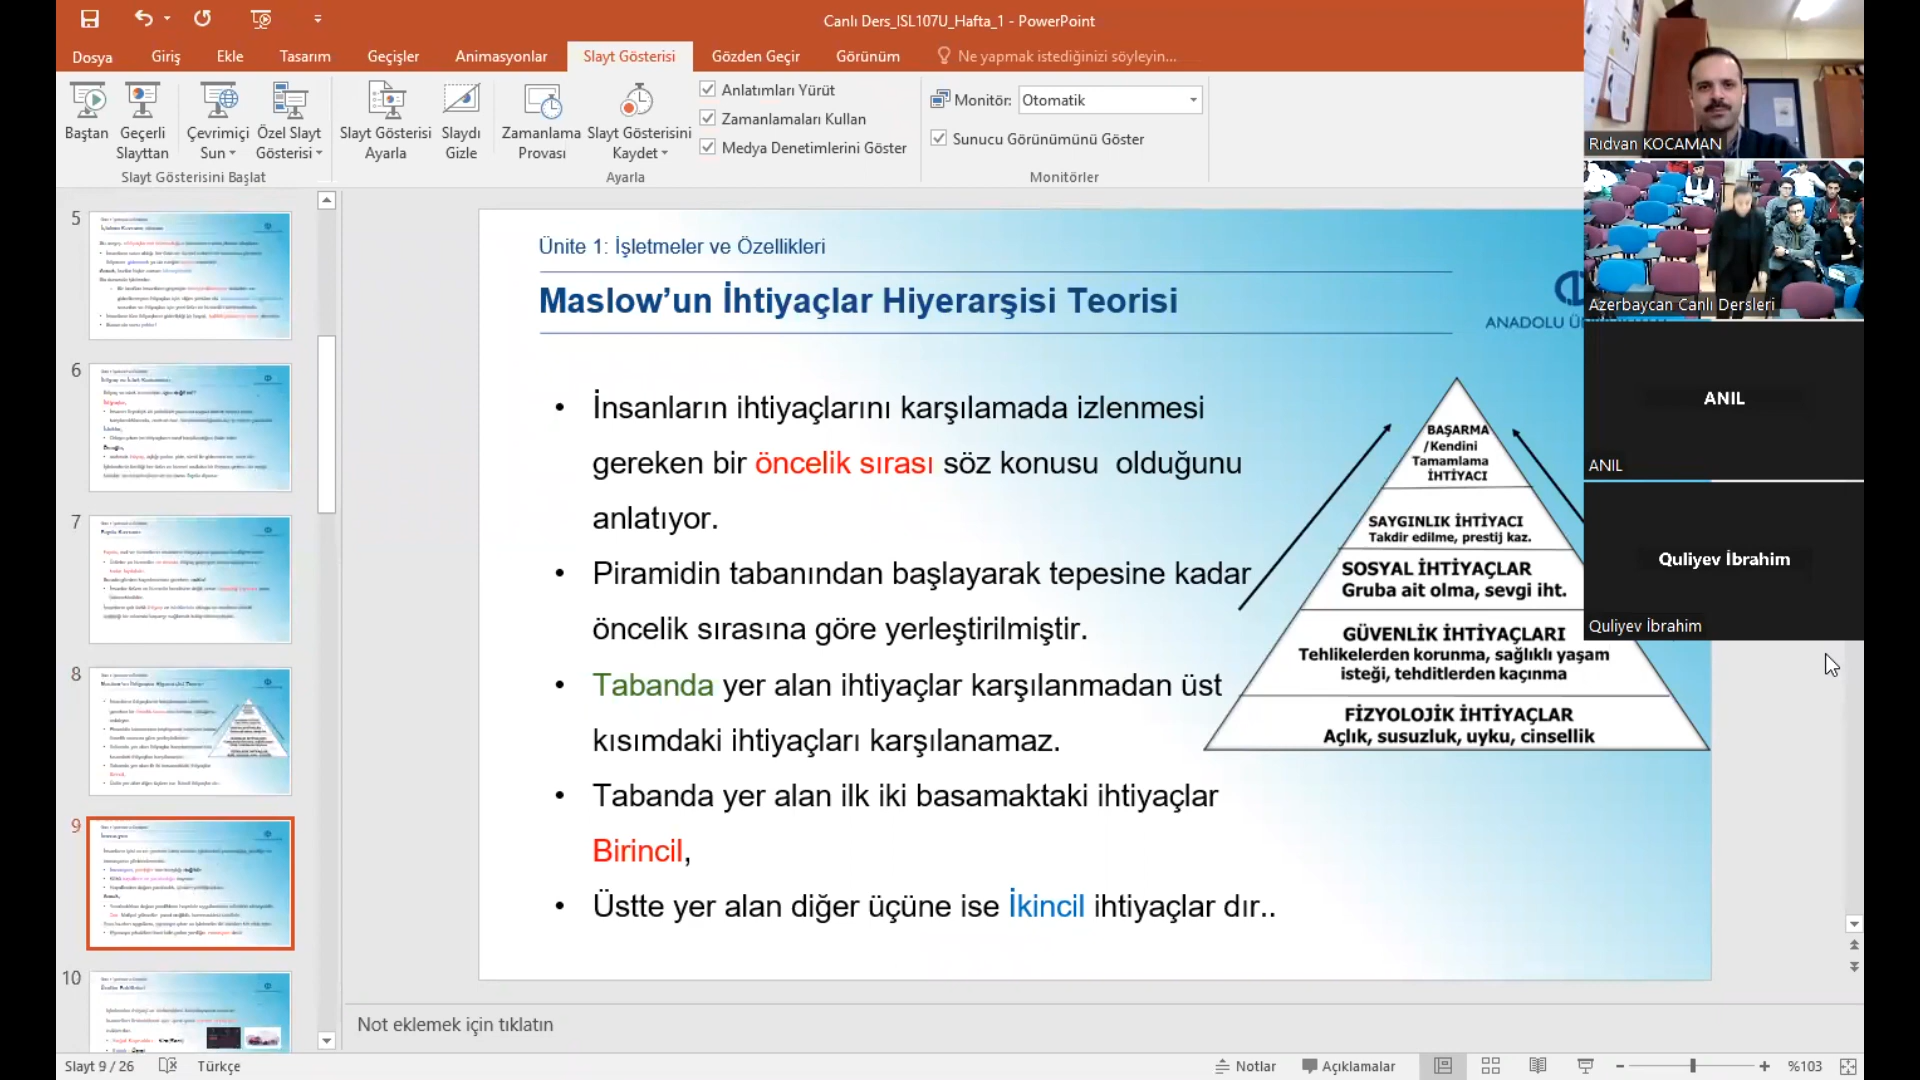 Canlı Ders_ISL107U_Hafta_1 - PowerPoint
Dosya Giriş Ekle Tasarım Geçişler Animasyonlar Slayt Gösterisi Gözden Geçir Görünüm Ne yapmak istediğinizi söyleyin...
Baştan
Geçerli Slayttan
Çevrimiçi Sun
Özel Slayt Gösterisi
Slayt Gösterisi Ayarla
Slaydı Gizle
Zamanlama Provası
Slayt Gösterisini Kaydet
Anlatımları Yürüt
Zamanlamaları Kullan
Medya Denetimlerini Göster
Monitör: Otomatik
Sunucu Görünümünü Göster
Slayt Gösterisini Başlat
Ayarla
Monitörler
5
6
7
8
9
10
Ünite 1: İşletmeler ve Özellikleri
Maslow’un İhtiyaçlar Hiyerarşisi Teorisi
ANADOLU Ü
• İnsanların ihtiyaçlarını karşılamada izlenmesi
gereken bir öncelik sırası söz konusu olduğunu
anlatıyor.
• Piramidin tabanından başlayarak tepesine kadar
öncelik sırasına göre yerleştirilmiştir.
• Tabanda yer alan ihtiyaçlar karşılanmadan üst
kısımdaki ihtiyaçları karşılanamaz.
• Tabanda yer alan ilk iki basamaktaki ihtiyaçlar
Birincil,
• Üstte yer alan diğer üçüne ise İkincil ihtiyaçlar dır..
BAŞARMA
/Kendini
Tamamlama
İHTİYACI
SAYGINLIK İHTİYACI
Takdir edilme, prestij kaz.
SOSYAL İHTİYAÇLAR
Gruba ait olma, sevgi iht.
GÜVENLİK İHTİYAÇLARI
Tehlikelerden korunma, sağlıklı yaşam
isteği, tehditlerden kaçınma
FİZYOLOJİK İHTİYAÇLAR
Açlık, susuzluk, uyku, cinsellik
Rıdvan KOCAMAN
Azerbaycan Canlı Dersleri
ANIL
ANIL
Quliyev İbrahim
Quliyev İbrahim
Not eklemek için tıklatın
Slayt 9 / 26 Türkçe Notlar Açıklamalar %103